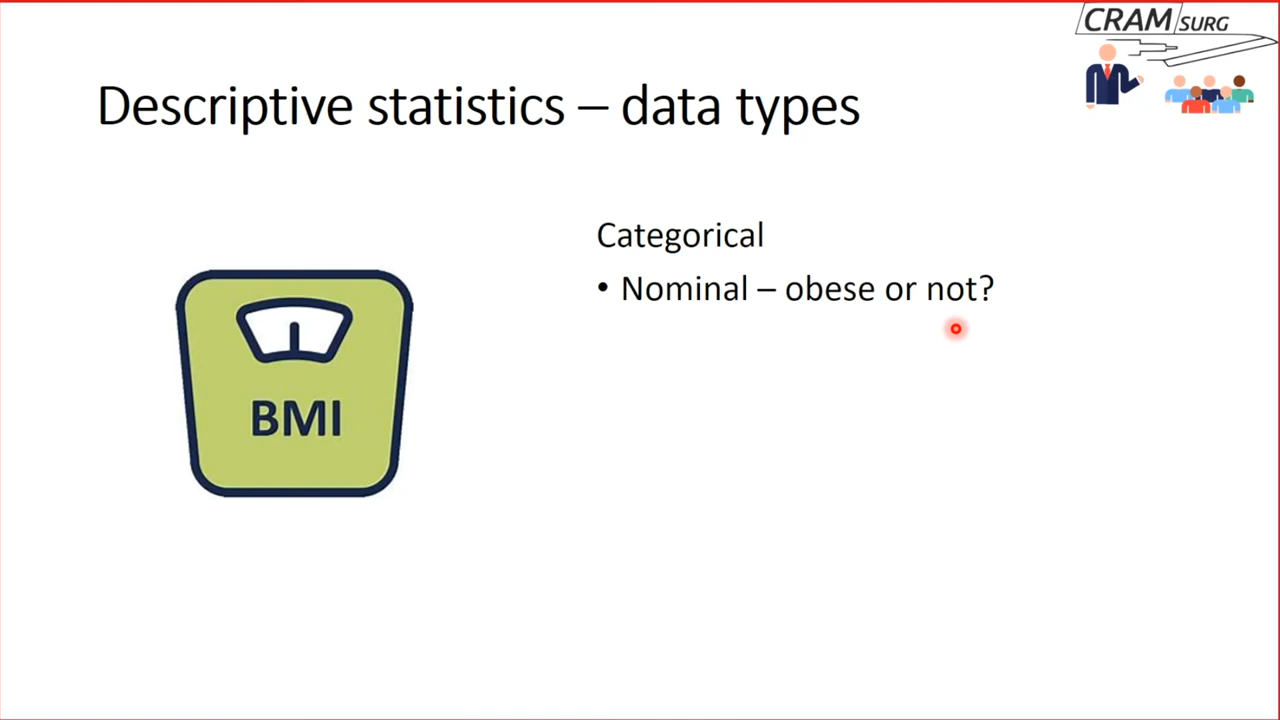 CRAM SURG
Descriptive statistics – data types
Categorical
• Nominal – obese or not?
BMI